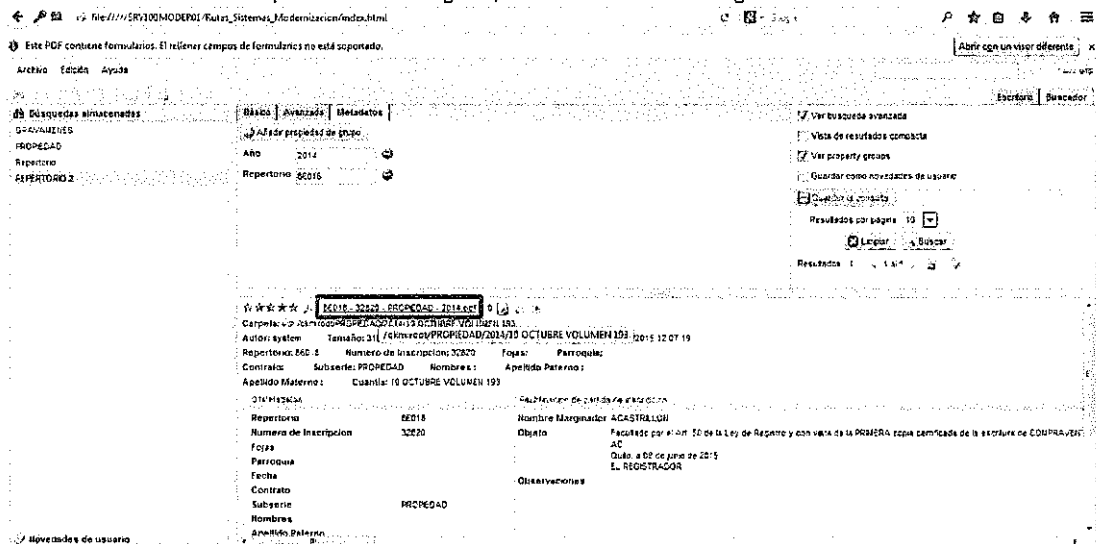 file://///SRV100MODER01/Rutas_Sistemas_Modernizacion/index.html
Este PDF contiene formularios. El rellenar campos de formularios no está soportado.
Abrir con un visor diferente
Archivo Edición Ayuda
Escritorio Buscador
Búsquedas almacenadas
GRAVAMENES
PROPIEDAD
Repertorio
REPERTORIO 2
Básica Avanzada Metadatos
Añadir propiedad de grupo
Año 2014
Repertorio 86018
Ver búsqueda avanzada
Vista de resultados compacta
Ver property groups
Guardar como novedades de usuario
Guardar la consulta
Resultados por página 10
Limpiar Buscar
Resultados
86018 - 32820 - PROPIEDAD - 2014.pdf
Carpeta:
Autor: system Tamaño:
/okm:root/PROPIEDAD/2014/10 OCTUBRE VOLUMEN 193
Numero de Inscripcion: 32820 Fojas: Parroquia:
Contrato: Subserie: PROPIEDAD Nombres: Apellido Paterno:
Apellido Materno: Cuantia: 10 OCTUBRE VOLUMEN 193
Repertorio 86018
Numero de Inscripcion 32820
Fojas
Parroquia
Fecha
Contrato
Subserie PROPIEDAD
Nombres
Apellido Paterno
Nombre Marginador ACASTRILLON
Objeto Facultado por el Art. 50 de la Ley de Registro y con vista de la PRIMERA copia certificada de la escritura de COMPRAVENT
AC
Quito, a 09 de junio de 2015
EL REGISTRADOR
Observaciones
Novedades de usuario